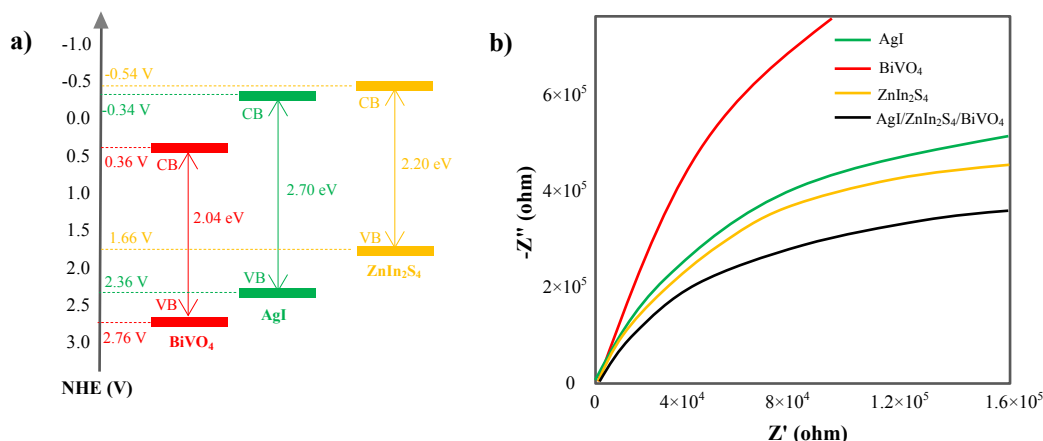 a)
-1.0
-0.5
0.0
0.5
1.0
1.5
2.0
2.5
3.0
NHE (V)
-0.54 V
-0.34 V
0.36 V
1.66 V
2.36 V
2.76 V
CB
2.04 eV
VB
BiVO₄
CB
2.70 eV
VB
AgI
CB
2.20 eV
VB
ZnIn₂S₄
b)
-Z'' (ohm)
6×10⁵
4×10⁵
2×10⁵
0
0
4×10⁴
8×10⁴
1.2×10⁵
1.6×10⁵
Z' (ohm)
AgI
BiVO₄
ZnIn₂S₄
AgI/ZnIn₂S₄/BiVO₄